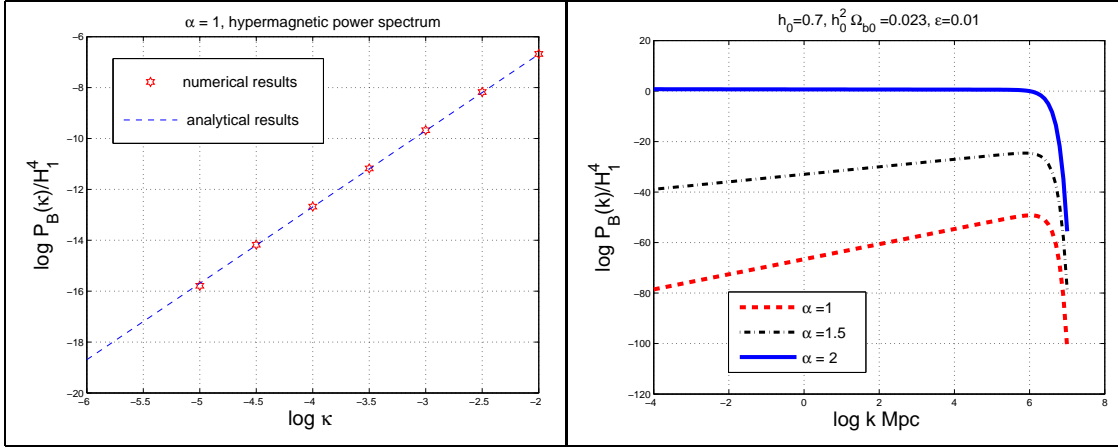 α = 1, hypermagnetic power spectrum
log P_B(κ)/H_1^4
−6
−8
−10
−12
−14
−16
−18
−20
numerical results
analytical results
−6
−5.5
−5
−4.5
−4
−3.5
−3
−2.5
−2
log κ
h_0=0.7, h_0^2 Ω_b0 =0.023, ε=0.01
log P_B(k)/H_1^4
20
0
−20
−40
−60
−80
−100
−120
α =1
α =1.5
α = 2
−4
−2
0
2
4
6
8
log k Mpc